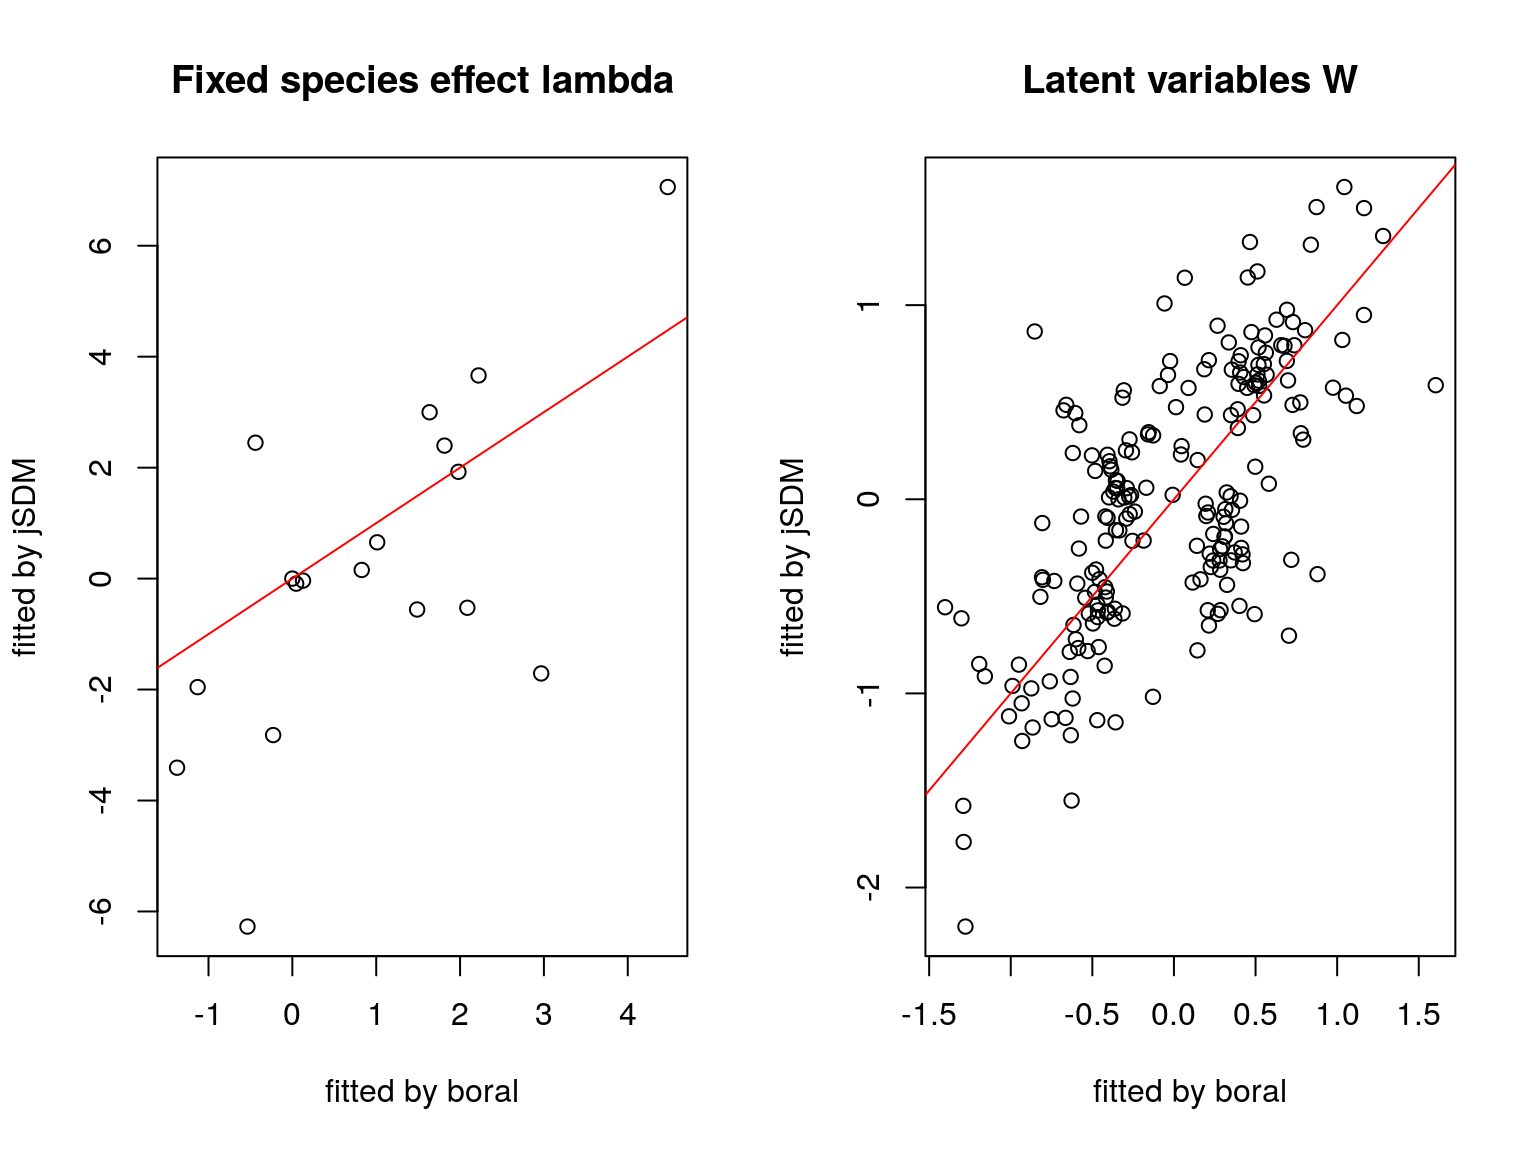 Fixed species effect lambda
fitted by jSDM
6
4
2
0
-2
-4
-6
-1 0 1 2 3 4
fitted by boral
Latent variables W
fitted by jSDM
1
0
-1
-2
-1.5 -0.5 0.0 0.5 1.0 1.5
fitted by boral